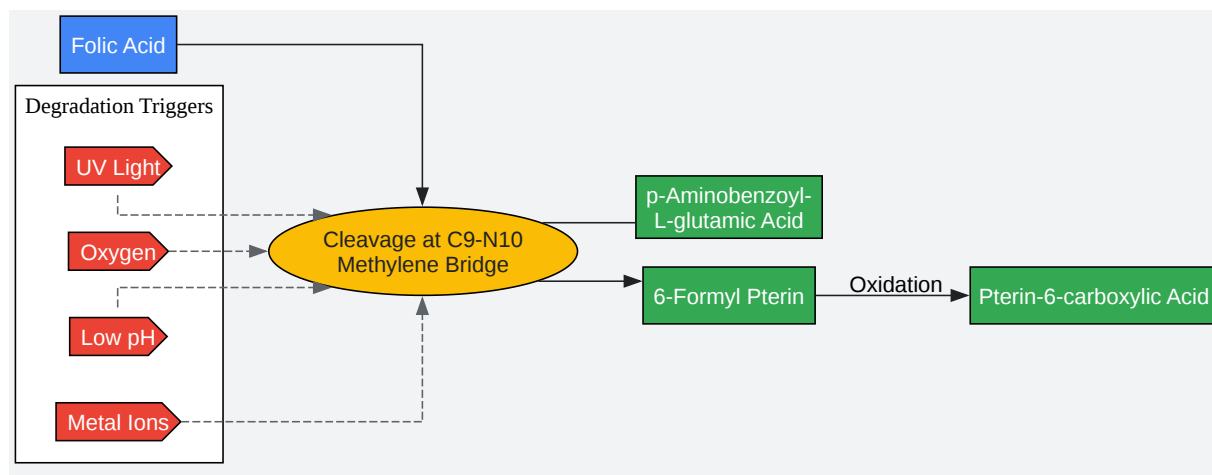 Folic Acid
Degradation Triggers
UV Light
Oxygen
Low pH
Metal Ions
Cleavage at C9-N10
Methylene Bridge
p-Aminobenzoyl-
L-glutamic Acid
6-Formyl Pterin
Oxidation
Pterin-6-carboxylic Acid